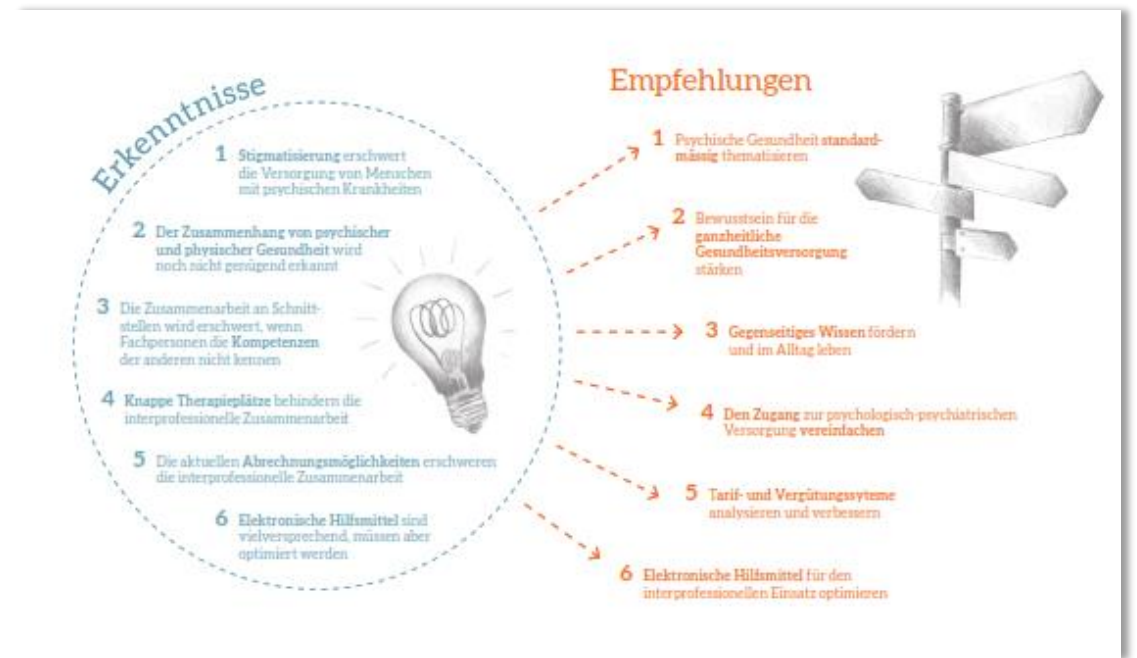 Erkenntnisse
1 Stigmatisierung erschwert
die Versorgung von Menschen
mit psychischen Krankheiten
2 Der Zusammenhang von psychischer
und physischer Gesundheit wird
noch nicht genügend erkannt
3 Die Zusammenarbeit an Schnitt-
stellen wird erschwert, wenn
Fachpersonen die Kompetenzen
der anderen nicht kennen
4 Knappe Therapieplätze behindern die
interprofessionelle Zusammenarbeit
5 Die aktuellen Abrechnungsmöglichkeiten erschweren
die interprofessionelle Zusammenarbeit
6 Elektronische Hilfsmittel sind
vielversprechend, müssen aber
optimiert werden
Empfehlungen
1 Psychische Gesundheit standard-
mässig thematisieren
2 Bewusstsein für die
ganzheitliche
Gesundheitsversorgung
stärken
3 Gegenseitiges Wissen fördern
und im Alltag leben
4 Den Zugang zur psychologisch-psychiatrischen
Versorgung vereinfachen
5 Tarif- und Vergütungssyteme
analysieren und verbessern
6 Elektronische Hilfsmittel für den
interprofessionellen Einsatz optimieren